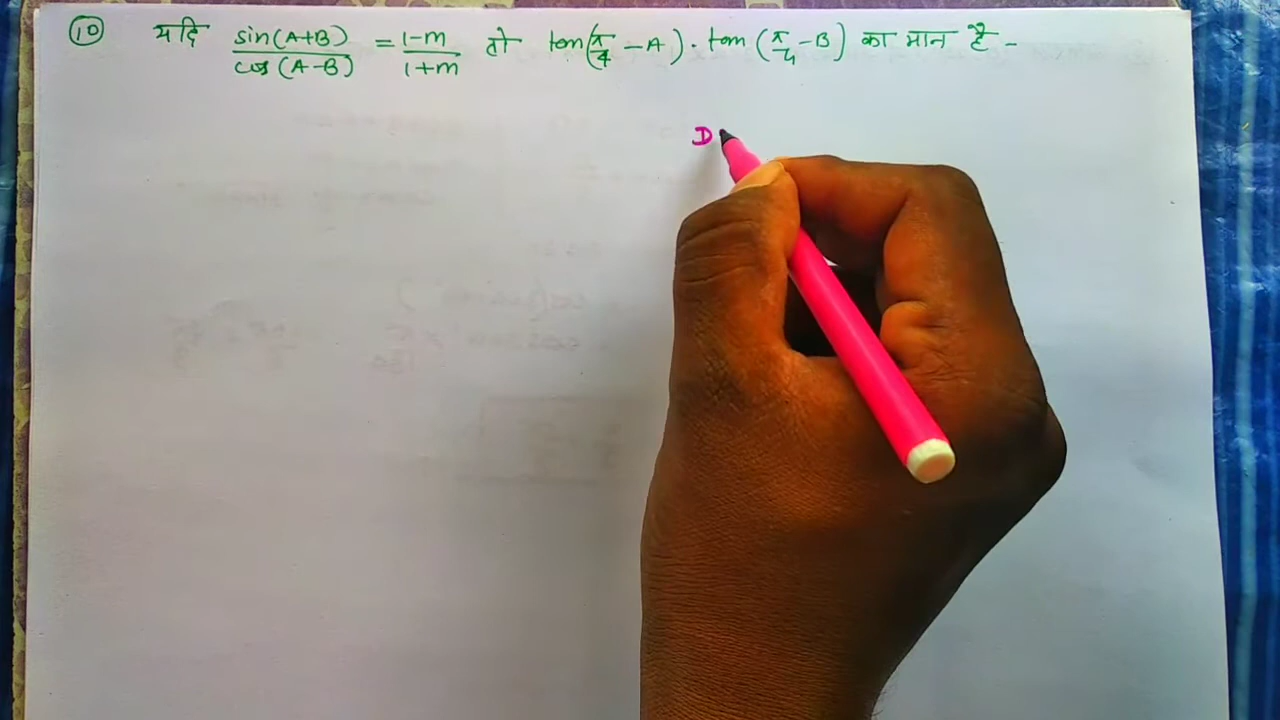 ⑩ यदि sin(A+B)/cos(A-B) = 1-m/1+m तो tan(π/4 - A) . tan (π/4 - B) का मान है -
D